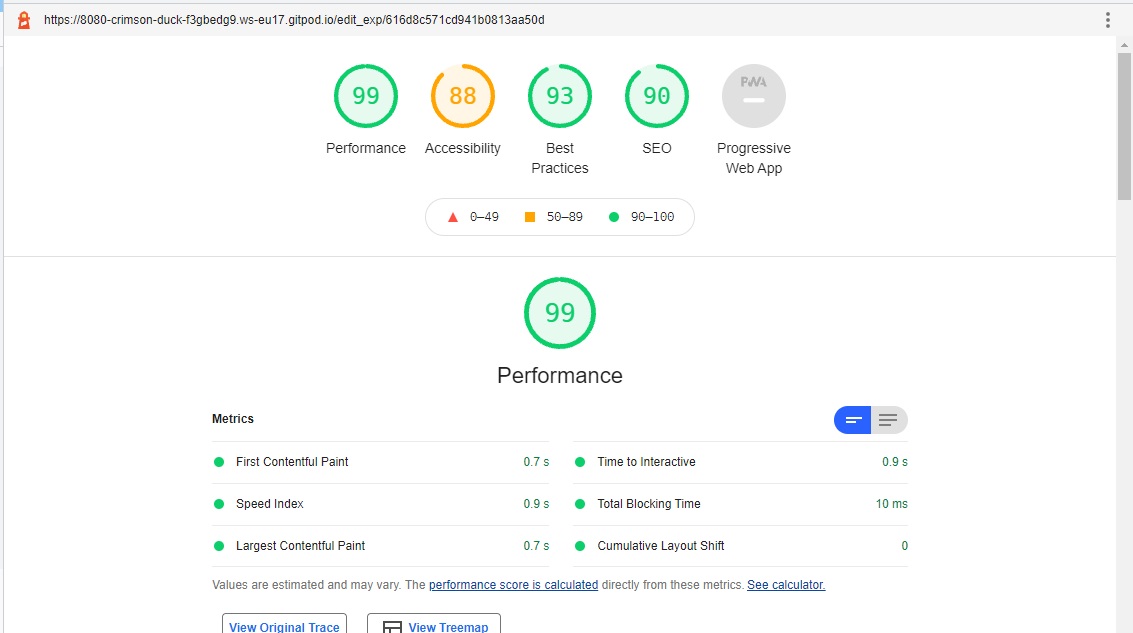 https://8080-crimson-duck-f3gbedg9.ws-eu17.gitpod.io/edit_exp/616d8c571cd941b0813aa50d
99 88 93 90 PWA
Performance Accessibility Best Practices SEO Progressive Web App
0–49 50–89 90–100
99
Performance
Metrics
First Contentful Paint 0.7 s
Time to Interactive 0.9 s
Speed Index 0.9 s
Total Blocking Time 10 ms
Largest Contentful Paint 0.7 s
Cumulative Layout Shift 0
Values are estimated and may vary. The performance score is calculated directly from these metrics. See calculator.
View Original Trace View Treemap